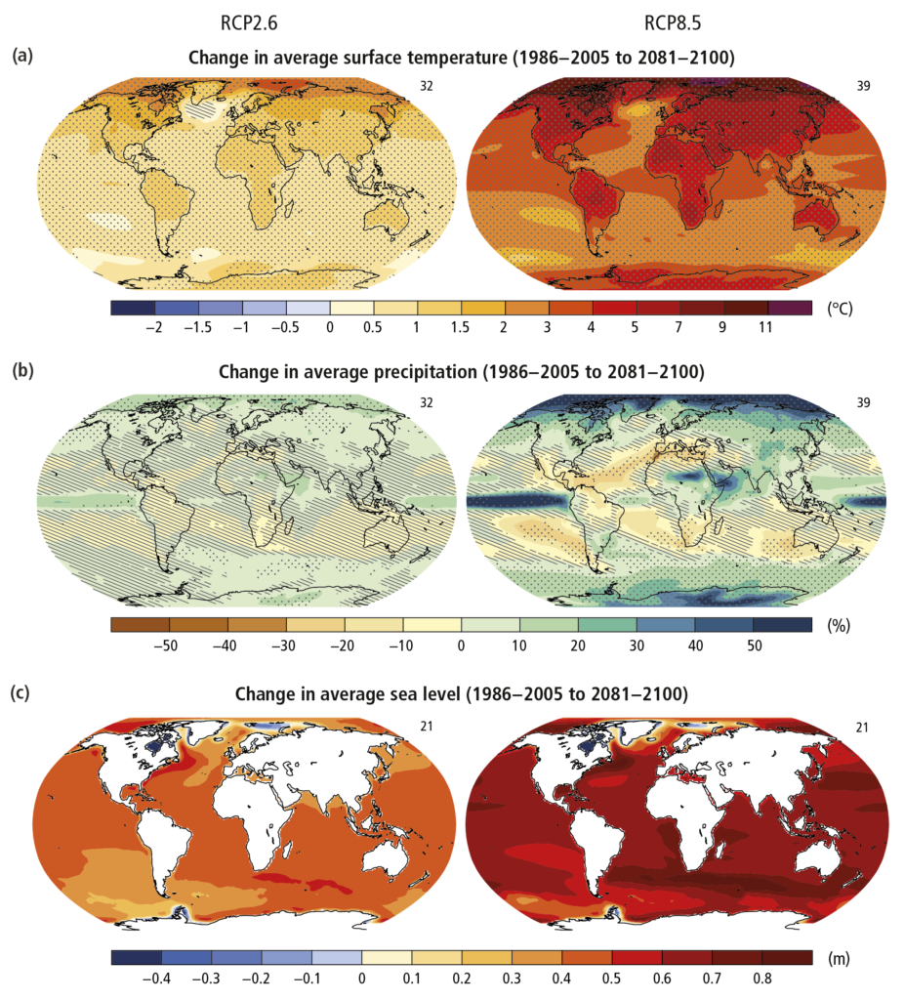 RCP2.6 RCP8.5
(a) Change in average surface temperature (1986–2005 to 2081–2100)
32 39
−2 −1.5 −1 −0.5 0 0.5 1 1.5 2 3 4 5 7 9 11 (°C)
(b) Change in average precipitation (1986–2005 to 2081–2100)
32 39
−50 −40 −30 −20 −10 0 10 20 30 40 50 (%)
(c) Change in average sea level (1986–2005 to 2081–2100)
21 21
−0.4 −0.3 −0.2 −0.1 0 0.1 0.2 0.3 0.4 0.5 0.6 0.7 0.8 (m)